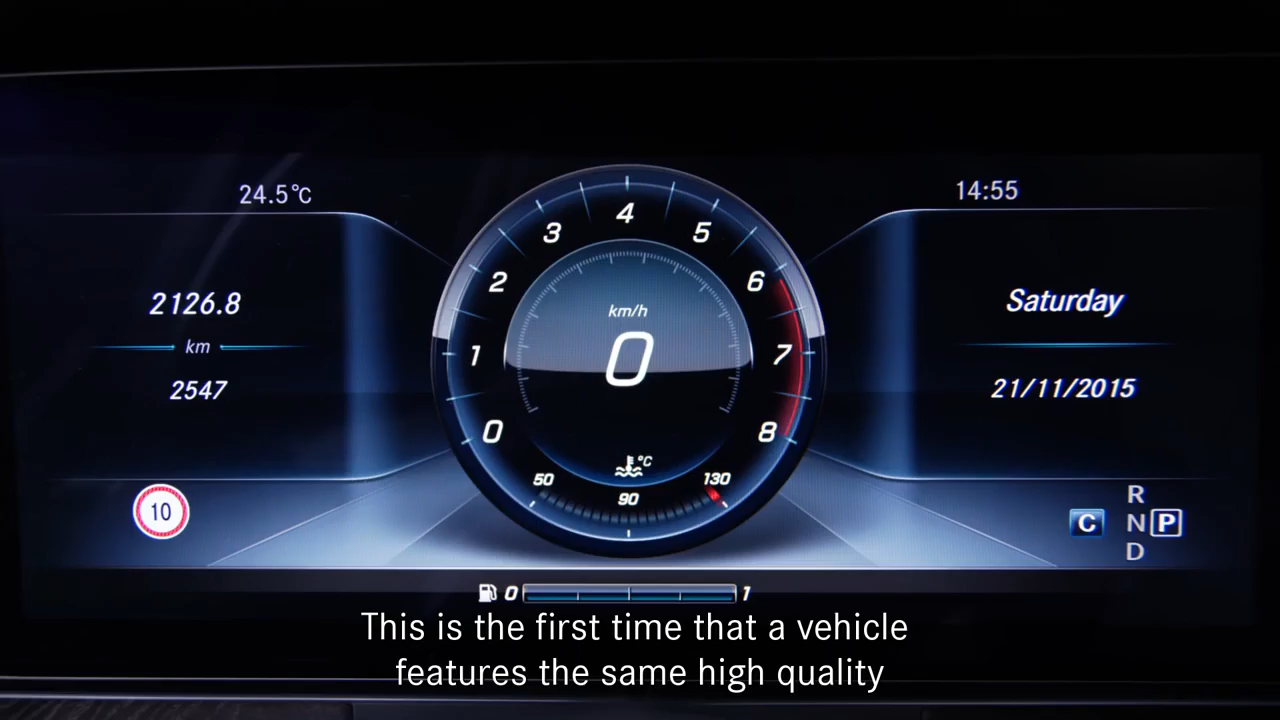 24.5°C
14:55
2126.8
km
2547
Saturday
21/11/2015
0
1
2
3
4
5
6
7
8
km/h
0
°C
50
90
130
10
R
N
D
C
P
0
1
This is the first time that a vehicle
features the same high quality